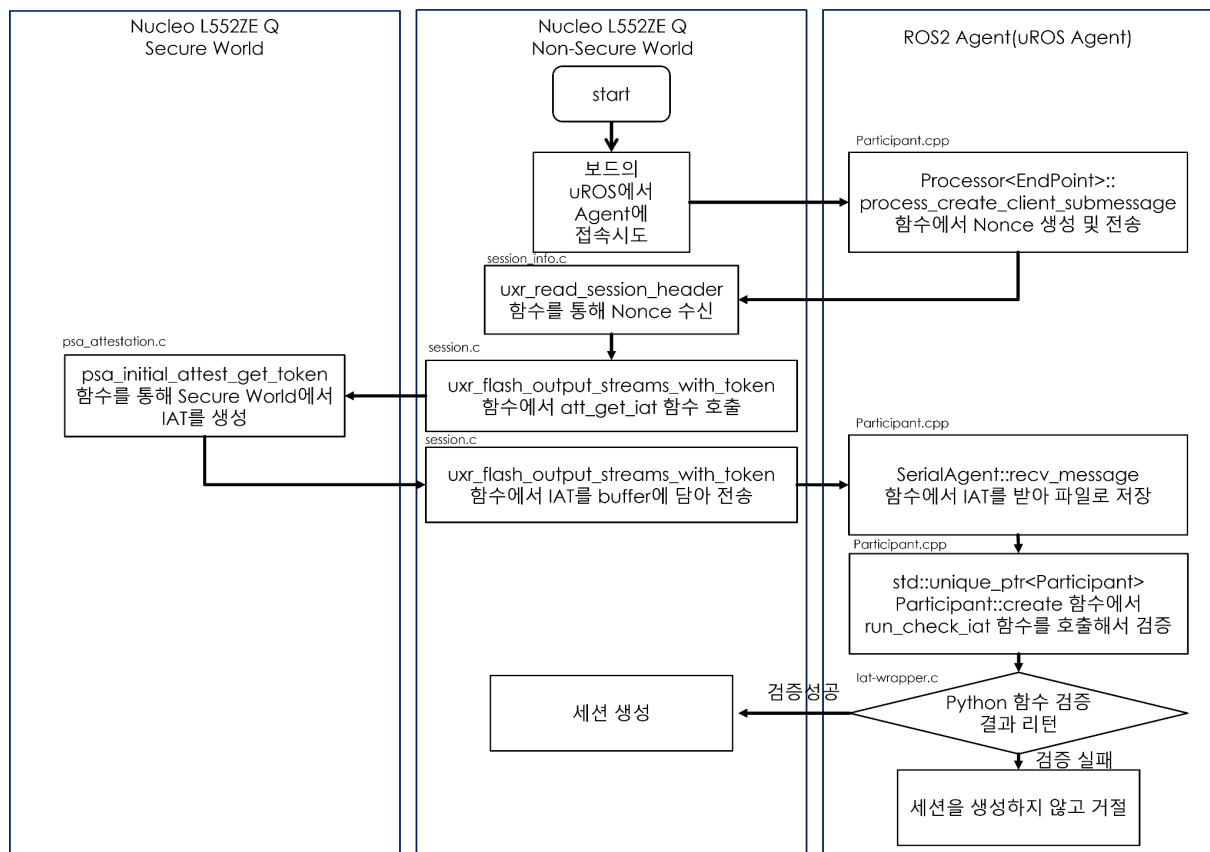 Nucleo L552ZE Q
Secure World
Nucleo L552ZE Q
Non-Secure World
ROS2 Agent(uROS Agent)
start
보드의
uROS에서
Agent에
접속시도
Participant.cpp
Processor<EndPoint>::
process_create_client_submessage
함수에서 Nonce 생성 및 전송
session_info.c
uxr_read_session_header
함수를 통해 Nonce 수신
psa_attestation.c
psa_initial_attest_get_token
함수를 통해 Secure World에서
IAT를 생성
session.c
uxr_flash_output_streams_with_token
함수에서 att_get_iat 함수 호출
session.c
uxr_flash_output_streams_with_token
함수에서 IAT를 buffer에 담아 전송
Participant.cpp
SerialAgent::recv_message
함수에서 IAT를 받아 파일로 저장
Participant.cpp
std::unique_ptr<Participant>
Participant::create 함수에서
run_check_iat 함수를 호출해서 검증
Iat-wrapper.c
Python 함수 검증
결과 리턴
검증성공
세션 생성
검증 실패
세션을 생성하지 않고 거절